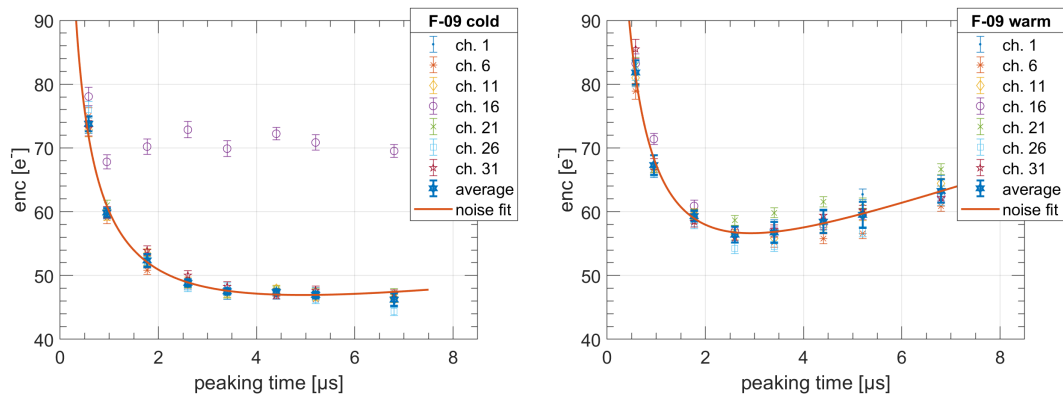 F-09 cold
ch. 1
ch. 6
ch. 11
ch. 16
ch. 21
ch. 26
ch. 31
average
noise fit
enc [e⁻]
90
80
70
60
50
40
0 2 4 6 8
peaking time [μs]
F-09 warm
ch. 1
ch. 6
ch. 11
ch. 16
ch. 21
ch. 26
ch. 31
average
noise fit
enc [e⁻]
90
80
70
60
50
40
0 2 4 6 8
peaking time [μs]